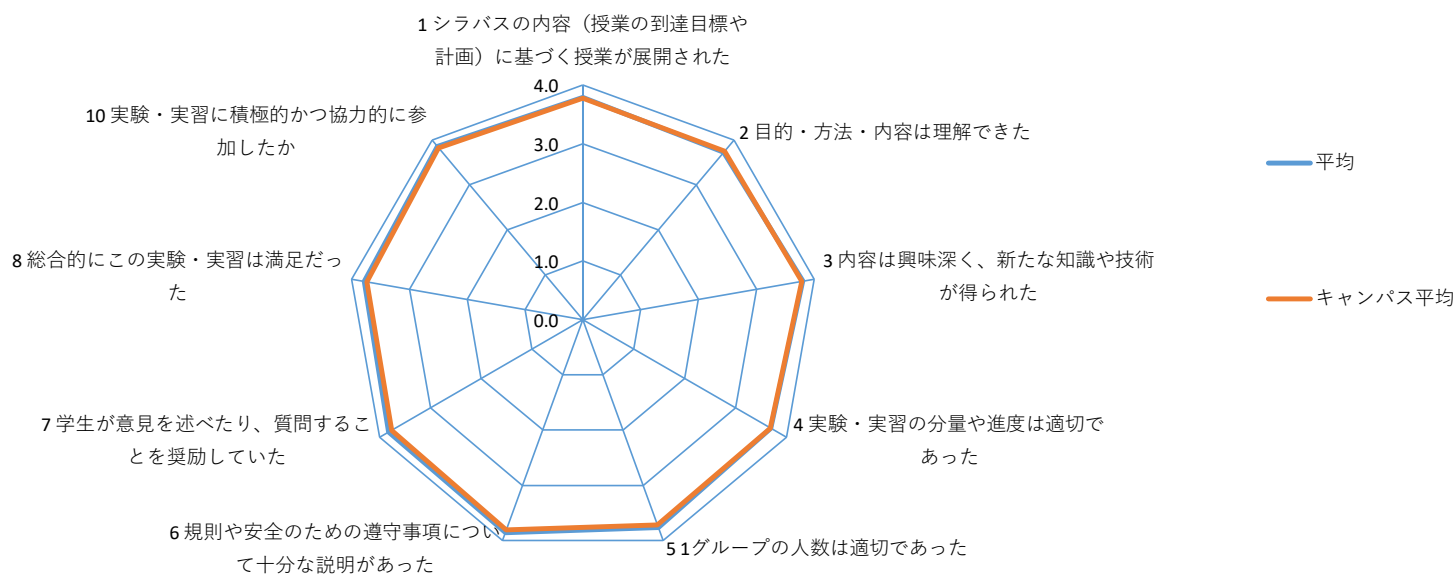 1 シラバスの内容（授業の到達目標や
計画）に基づく授業が展開された
4.0
3.0
2.0
1.0
0.0
2 目的・方法・内容は理解できた
3 内容は興味深く、新たな知識や技術
が得られた
4 実験・実習の分量や進度は適切で
あった
5 1グループの人数は適切であった
6 規則や安全のための遵守事項につい
て十分な説明があった
7 学生が意見を述べたり、質問するこ
とを奨励していた
8 総合的にこの実験・実習は満足だっ
た
10 実験・実習に積極的かつ協力的に参
加したか
平均
キャンパス平均